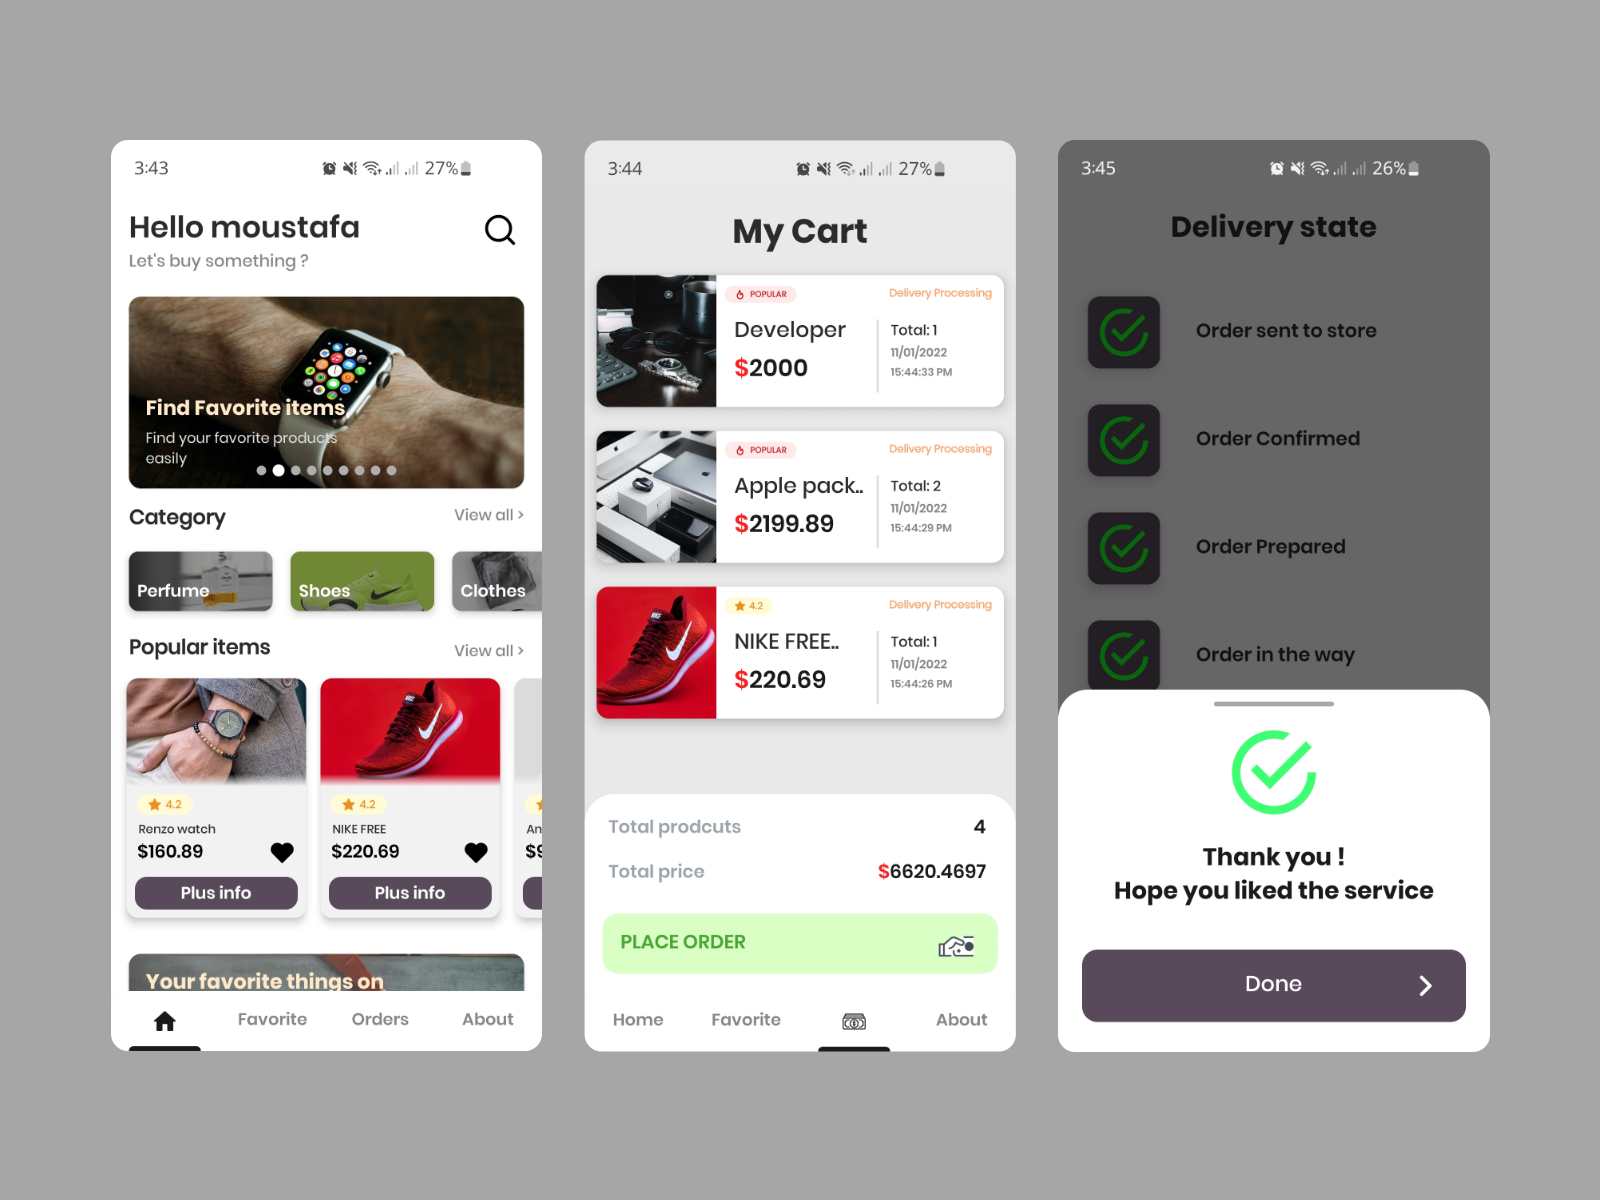 3:43
27%
Hello moustafa
Let's buy something ?
Find Favorite items
Find your favorite products
easily
Category
View all >
Perfume
Shoes
Clothes
Popular items
View all >
4.2
4.2
Renzo watch
NIKE FREE
An
$160.89
$220.69
$9
Plus info
Plus info
Your favorite things on
Favorite
Orders
About
3:44
27%
My Cart
POPULAR
Delivery Processing
Developer
$2000
Total: 1
11/01/2022
15:44:33 PM
POPULAR
Delivery Processing
Apple pack..
$2199.89
Total: 2
11/01/2022
15:44:29 PM
4.2
Delivery Processing
NIKE FREE..
$220.69
Total: 1
11/01/2022
15:44:26 PM
Total prodcuts
4
Total price
$6620.4697
PLACE ORDER
Home
Favorite
About
3:45
26%
Delivery state
Order sent to store
Order Confirmed
Order Prepared
Order in the way
Thank you !
Hope you liked the service
Done